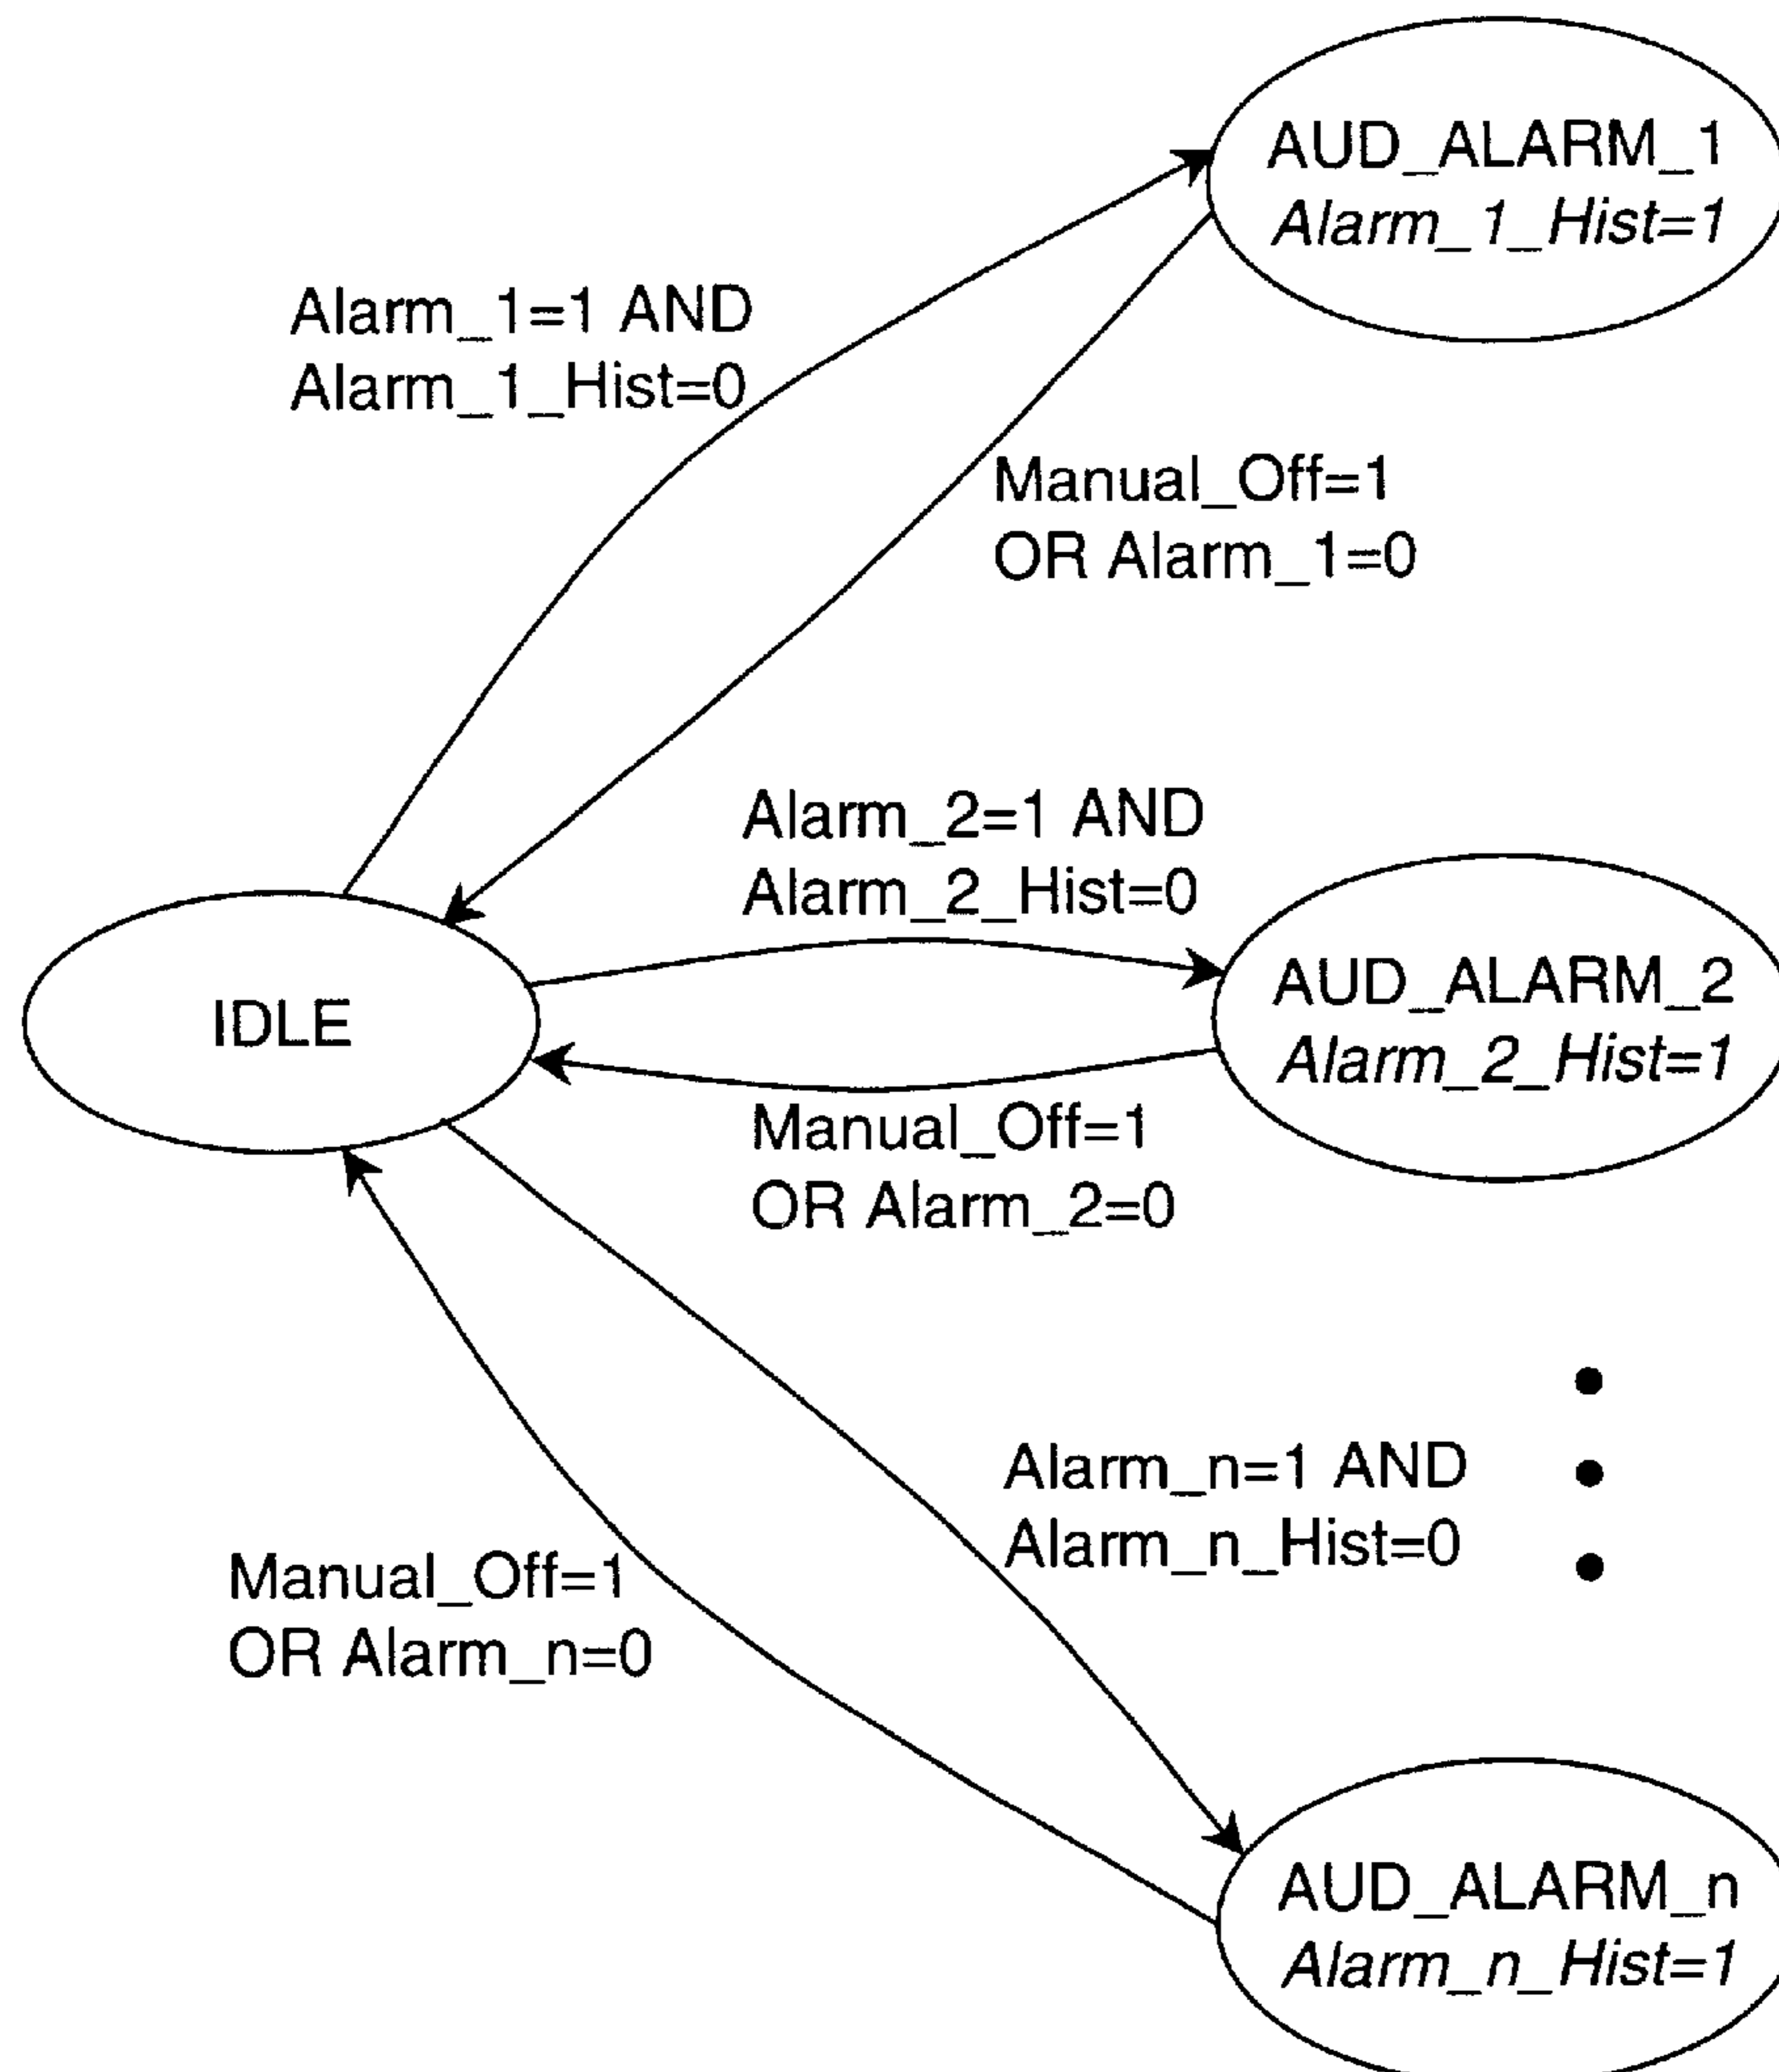 AUD_ALARM_1
Alarm_1_Hist=1
Alarm_1=1 AND
Alarm_1_Hist=0
Manual_Off=1
OR Alarm_1=0
Alarm_2=1 AND
Alarm_2_Hist=0
IDLE
AUD_ALARM_2
Alarm_2_Hist=1
Manual_Off=1
OR Alarm_2=0
Alarm_n=1 AND
Alarm_n_Hist=0
Manual_Off=1
OR Alarm_n=0
AUD_ALARM_n
Alarm_n_Hist=1